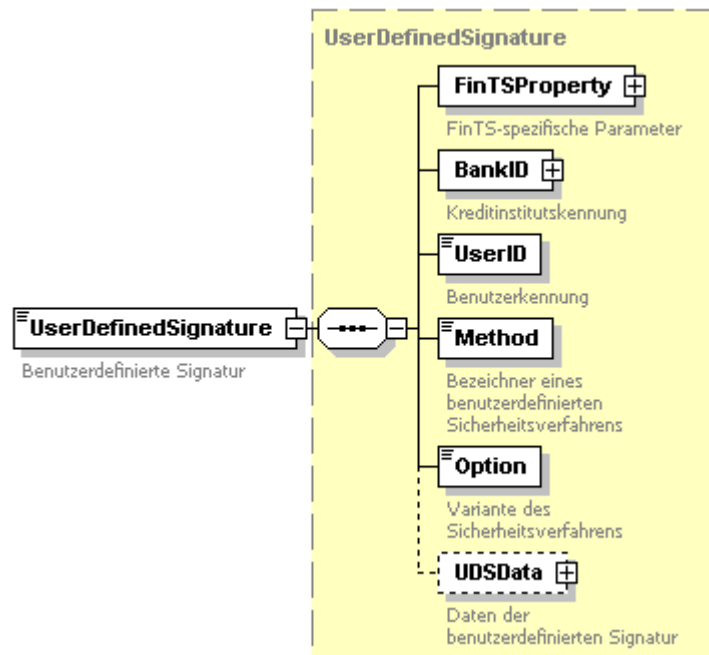 UserDefinedSignature
FinTSProperty
FinTS-spezifische Parameter
BankID
Kreditinstitutskennung
UserID
Benutzerkennung
UserDefinedSignature
Benutzerdefinierte Signatur
Method
Bezeichner eines
benutzerdefinierten
Sicherheitsverfahrens
Option
Variante des
Sicherheitsverfahrens
UDSData
Daten der
benutzerdefinierten Signatur